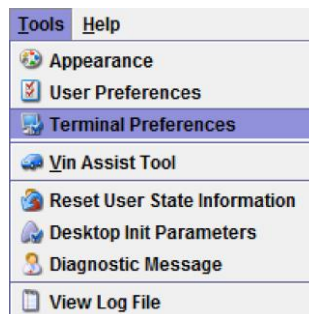 Tools Help
Appearance
User Preferences
Terminal Preferences
Vin Assist Tool
Reset User State Information
Desktop Init Parameters
Diagnostic Message
View Log File